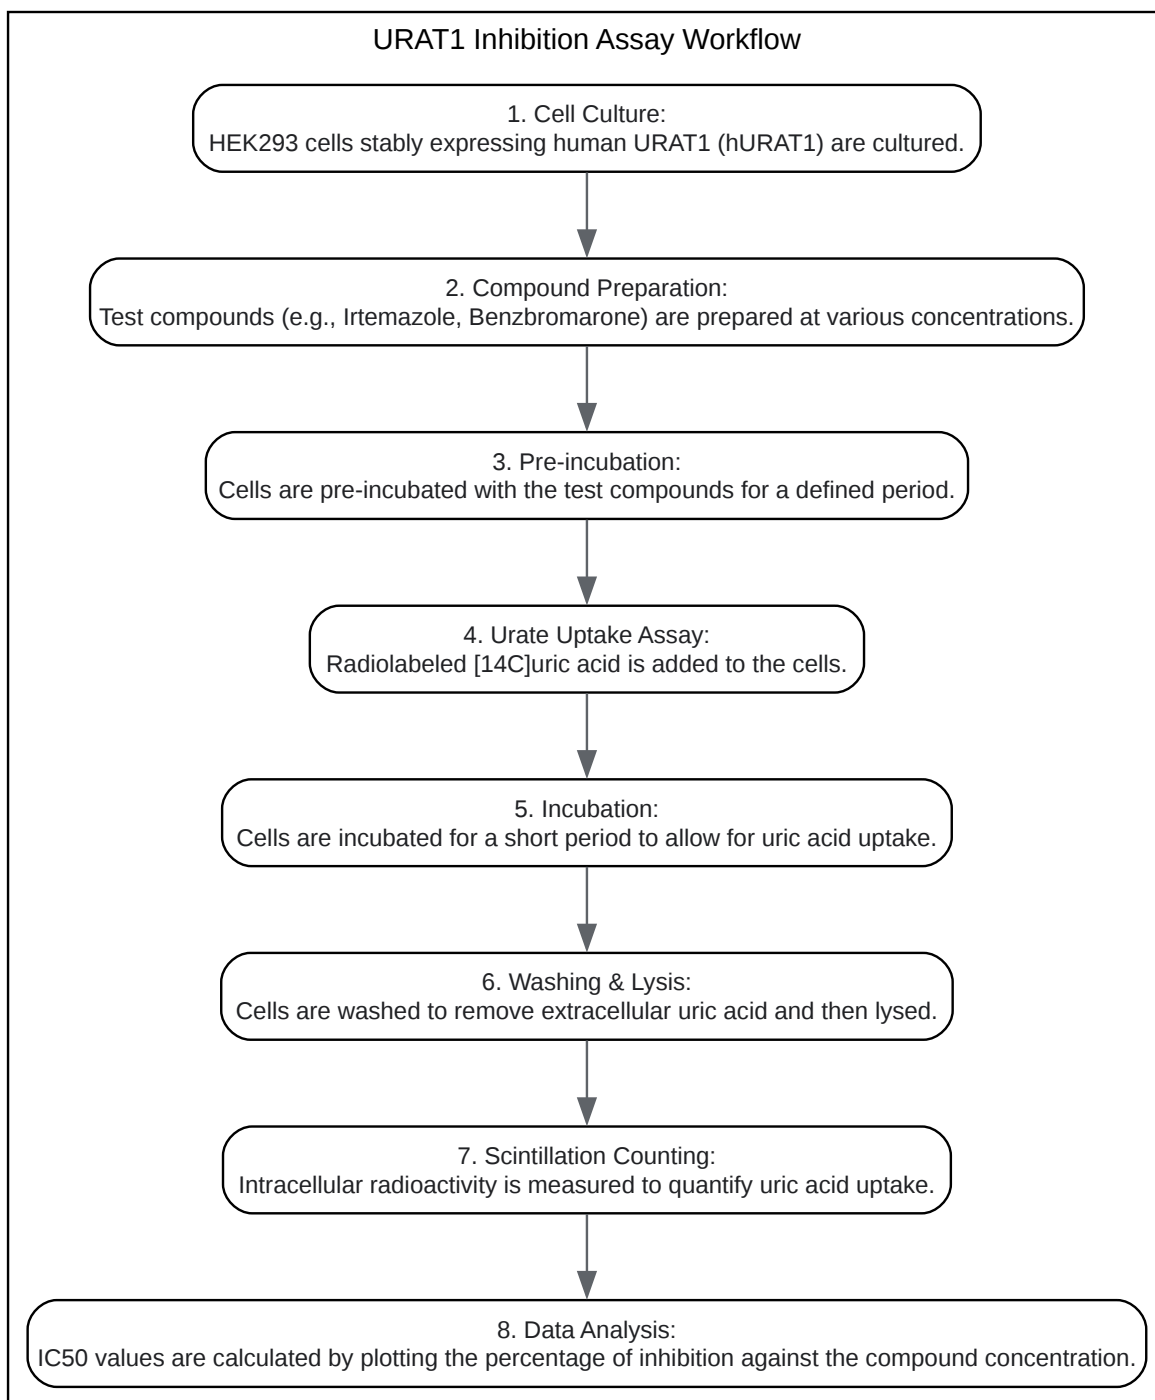 URAT1 Inhibition Assay Workflow
1. Cell Culture:
HEK293 cells stably expressing human URAT1 (hURAT1) are cultured.
2. Compound Preparation:
Test compounds (e.g., Irtemazole, Benzbromarone) are prepared at various concentrations.
3. Pre-incubation:
Cells are pre-incubated with the test compounds for a defined period.
4. Urate Uptake Assay:
Radiolabeled [14C]uric acid is added to the cells.
5. Incubation:
Cells are incubated for a short period to allow for uric acid uptake.
6. Washing & Lysis:
Cells are washed to remove extracellular uric acid and then lysed.
7. Scintillation Counting:
Intracellular radioactivity is measured to quantify uric acid uptake.
8. Data Analysis:
IC50 values are calculated by plotting the percentage of inhibition against the compound concentration.